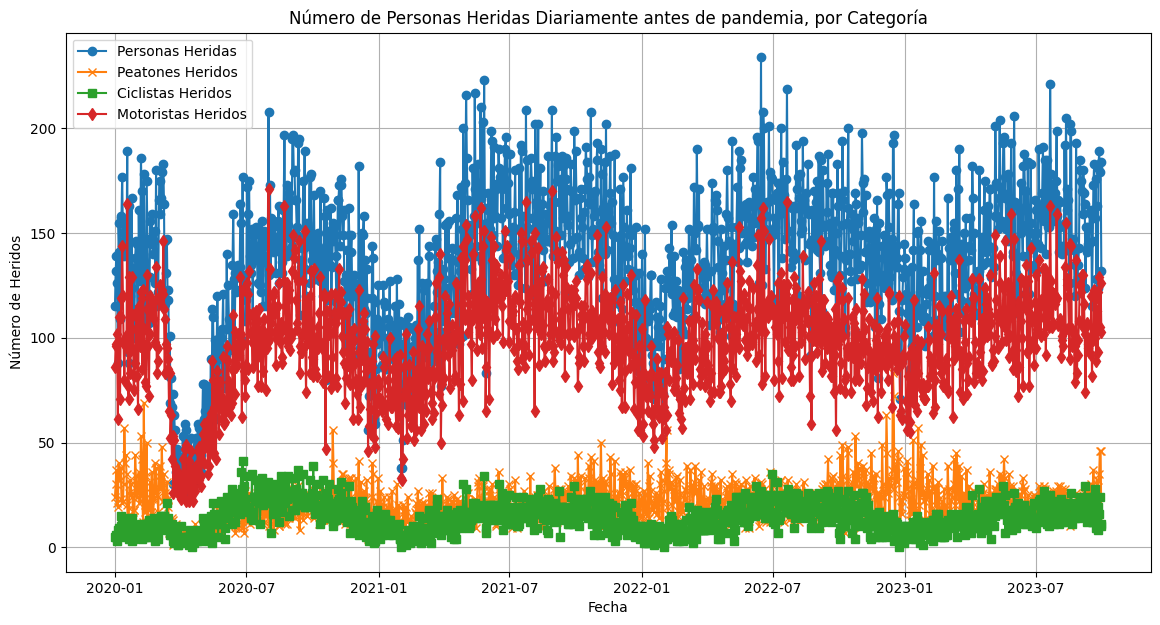 Número de Personas Heridas Diariamente antes de pandemia, por Categoría
Personas Heridas
Peatones Heridos
Ciclistas Heridos
Motoristas Heridos
Número de Heridos
200
150
100
50
0
2020-01
2020-07
2021-01
2021-07
2022-01
2022-07
2023-01
2023-07
Fecha